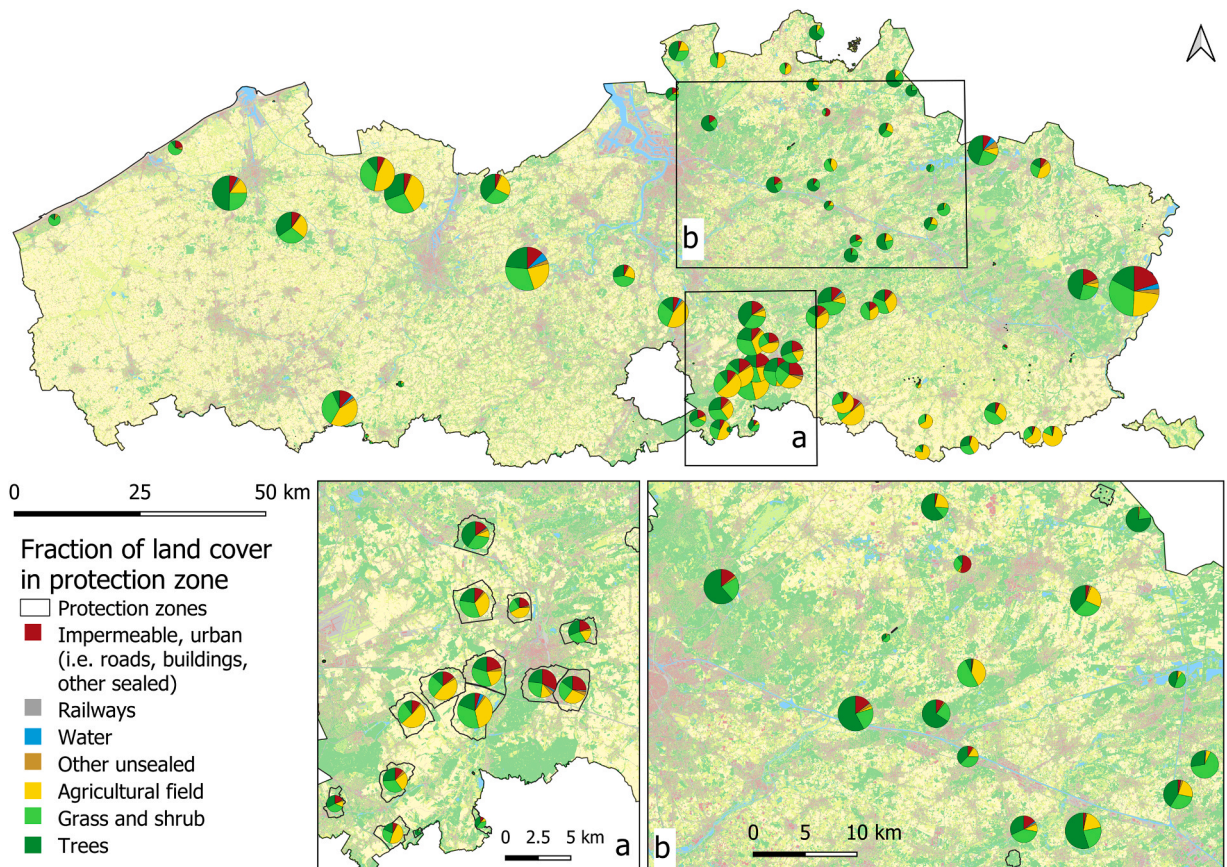 b
a
0 25 50 km
Fraction of land cover
in protection zone
Protection zones
Impermeable, urban
(i.e. roads, buildings,
other sealed)
Railways
Water
Other unsealed
Agricultural field
Grass and shrub
Trees
0 2.5 5 km
a
b
0 5 10 km